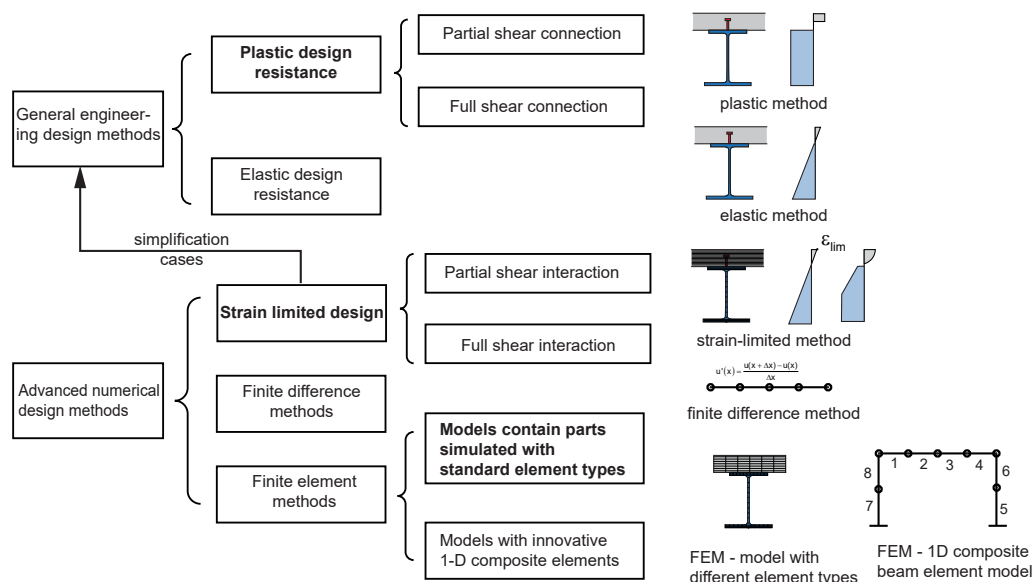 Plastic design
resistance
Partial shear connection
Full shear connection
plastic method
General engineer-
ing design methods
Elastic design
resistance
elastic method
simplification
cases
Strain limited design
Partial shear interaction
Full shear interaction
ε_lim
strain-limited method
Advanced numerical
design methods
Finite difference
methods
u'(x) = u(x + Δx) – u(x)
Δx
finite difference method
Finite element
methods
Models contain parts
simulated with
standard element types
Models with innovative
1-D composite elements
FEM - model with
different element types
1 2 3 4
8 6
7 5
FEM - 1D composite
beam element model